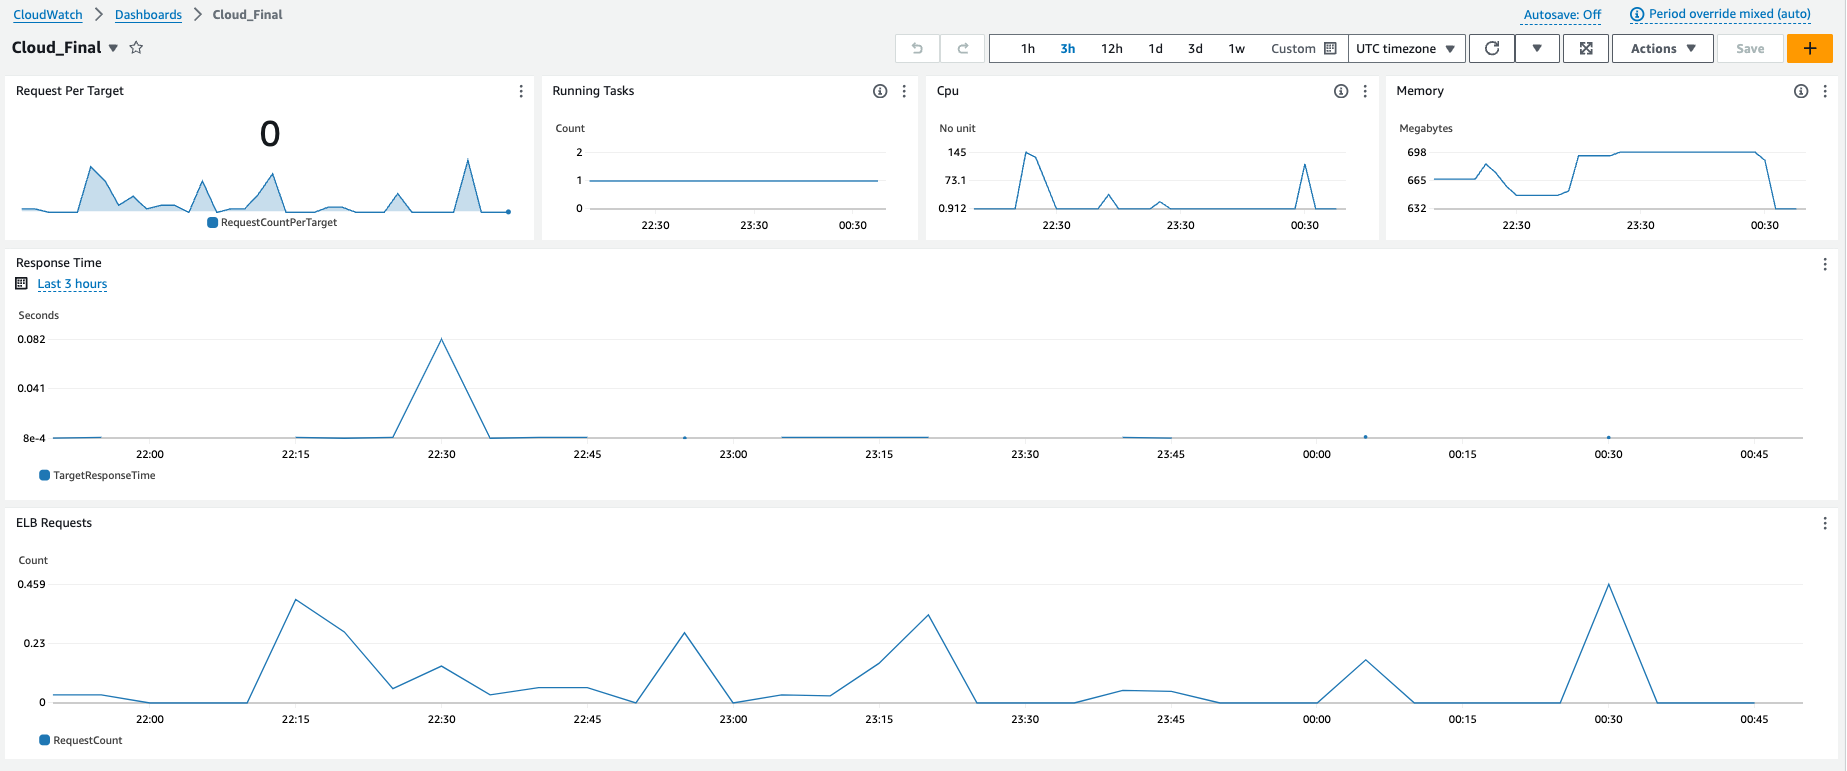 CloudWatch > Dashboards > Cloud_Final
Autosave: Off Period override mixed (auto)
Cloud_Final
1h 3h 12h 1d 3d 1w Custom UTC timezone Actions Save +
Request Per Target
0
RequestCountPerTarget
Running Tasks
Count
2
1
0
22:30 23:30 00:30
Cpu
No unit
145
73.1
0.912
22:30 23:30 00:30
Memory
Megabytes
698
665
632
22:30 23:30 00:30
Response Time
Last 3 hours
Seconds
0.082
0.041
8e-4
22:00 22:15 22:30 22:45 23:00 23:15 23:30 23:45 00:00 00:15 00:30 00:45
TargetResponseTime
ELB Requests
Count
0.459
0.23
0
22:00 22:15 22:30 22:45 23:00 23:15 23:30 23:45 00:00 00:15 00:30 00:45
RequestCount